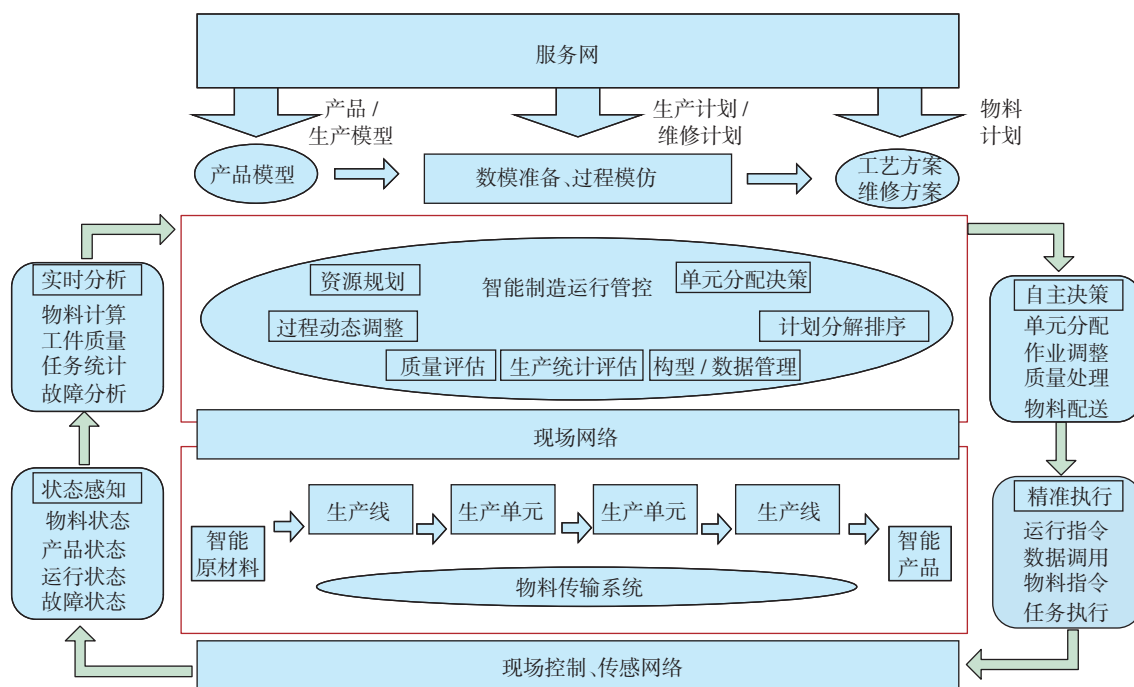 服务网
产品 /
生产模型
生产计划 /
维修计划
物料
计划
产品模型
数模准备、过程模仿
工艺方案
维修方案
实时分析
物料计算
工件质量
任务统计
故障分析
资源规划
智能制造运行管控
单元分配决策
过程动态调整
计划分解排序
质量评估
生产统计评估
构型 / 数据管理
自主决策
单元分配
作业调整
质量处理
物料配送
现场网络
状态感知
物料状态
产品状态
运行状态
故障状态
智能
原材料
生产线
生产单元
生产单元
生产线
智能
产品
物料传输系统
精准执行
运行指令
数据调用
物料指令
任务执行
现场控制、传感网络